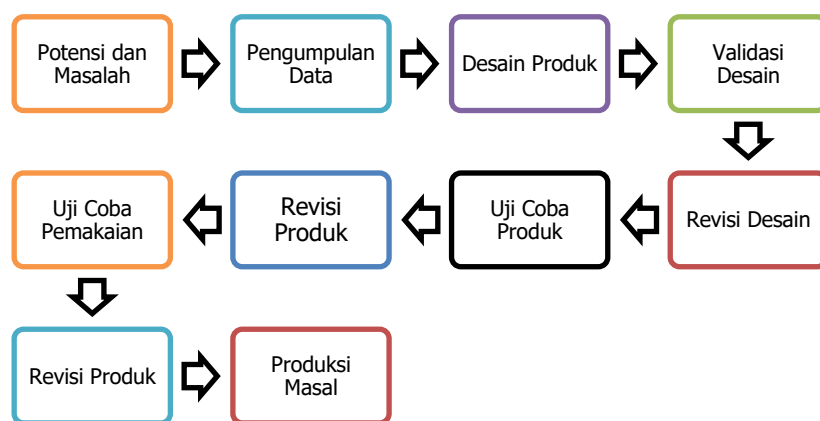 Potensi dan
Masalah
Pengumpulan
Data
Desain Produk
Validasi
Desain
Revisi Desain
Uji Coba
Produk
Revisi
Produk
Uji Coba
Pemakaian
Revisi Produk
Produksi
Masal